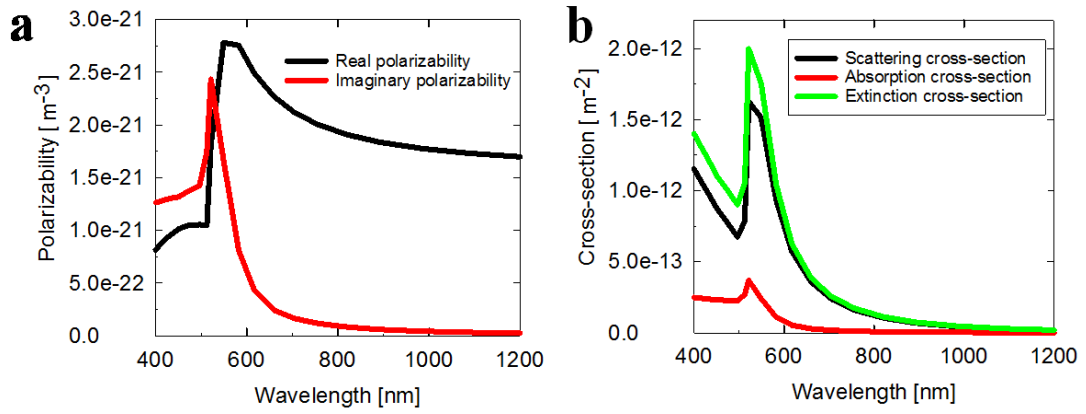 a
Polarizability [ m-3]
3.0e-21
2.5e-21
2.0e-21
1.5e-21
1.0e-21
5.0e-22
0.0
Real polarizability
Imaginary polarizability
400 600 800 1000 1200
Wavelength [nm]
b
Cross-section [ m-2]
2.0e-12
1.5e-12
1.0e-12
5.0e-13
0.0
Scattering cross-section
Absorption cross-section
Extinction cross-section
400 600 800 1000 1200
Wavelength [nm]